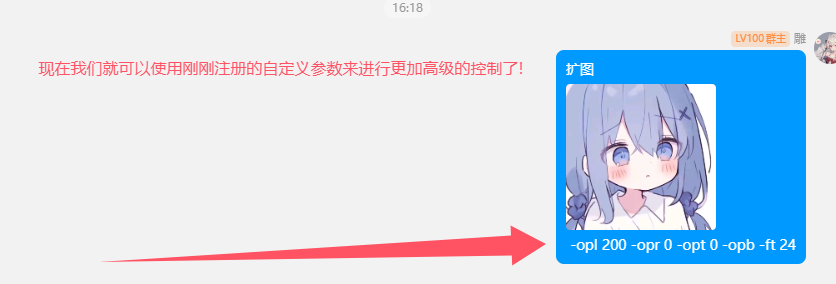 16:18
LV100 群主 雕
现在我们就可以使用刚刚注册的自定义参数来进行更加高级的控制了!
扩图
-opl 200 -opr 0 -opt 0 -opb -ft 24